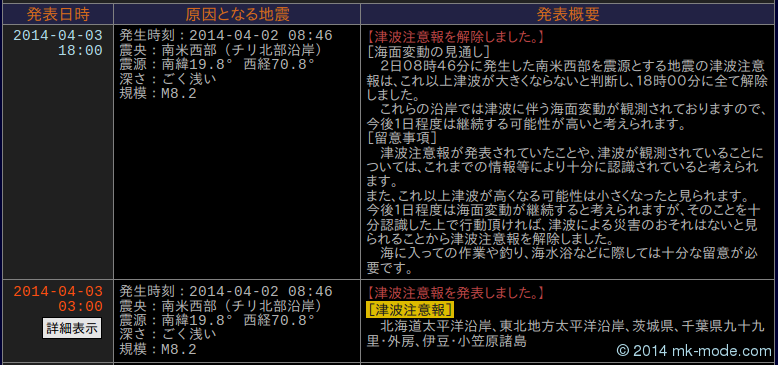 発表日時 原因となる地震 発表概要
2014-04-03
18:00
発生時刻：2014-04-02 08:46
震央：南米西部（チリ北部沿岸）
震源：南緯19.8° 西経70.8°
深さ：ごく浅い
規模：M8.2
【津波注意報を解除しました。】
［海面変動の見通し］
　２日０８時４６分に発生した南米西部を震源とする地震の津波注意
報は、これ以上津波が大きくならないと判断し、１８時００分に全て解除
しました。
　これらの沿岸では津波に伴う海面変動が観測されておりますので、
今後１日程度は継続する可能性が高いと考えられます。
［留意事項］
　津波注意報が発表されていたことや、津波が観測されていることに
ついては、これまでの情報等により十分に認識されていると考えられ
ます。
また、これ以上津波が高くなる可能性は小さくなったと見られます。
今後１日程度は海面変動が継続すると考えられますが、そのことを十
分認識した上で行動頂ければ、津波による災害のおそれはないと見
られることから津波注意報を解除しました。
　海に入っての作業や釣り、海水浴などに際しては十分な留意が必
要です。
2014-04-03
03:00
詳細表示
発生時刻：2014-04-02 08:46
震央：南米西部（チリ北部沿岸）
震源：南緯19.8° 西経70.8°
深さ：ごく浅い
規模：M8.2
【津波注意報を発表しました。】
［津波注意報］
　北海道太平洋沿岸、東北地方太平洋沿岸、茨城県、千葉県九十九
里・外房、伊豆・小笠原諸島
© 2014 mk-mode.com